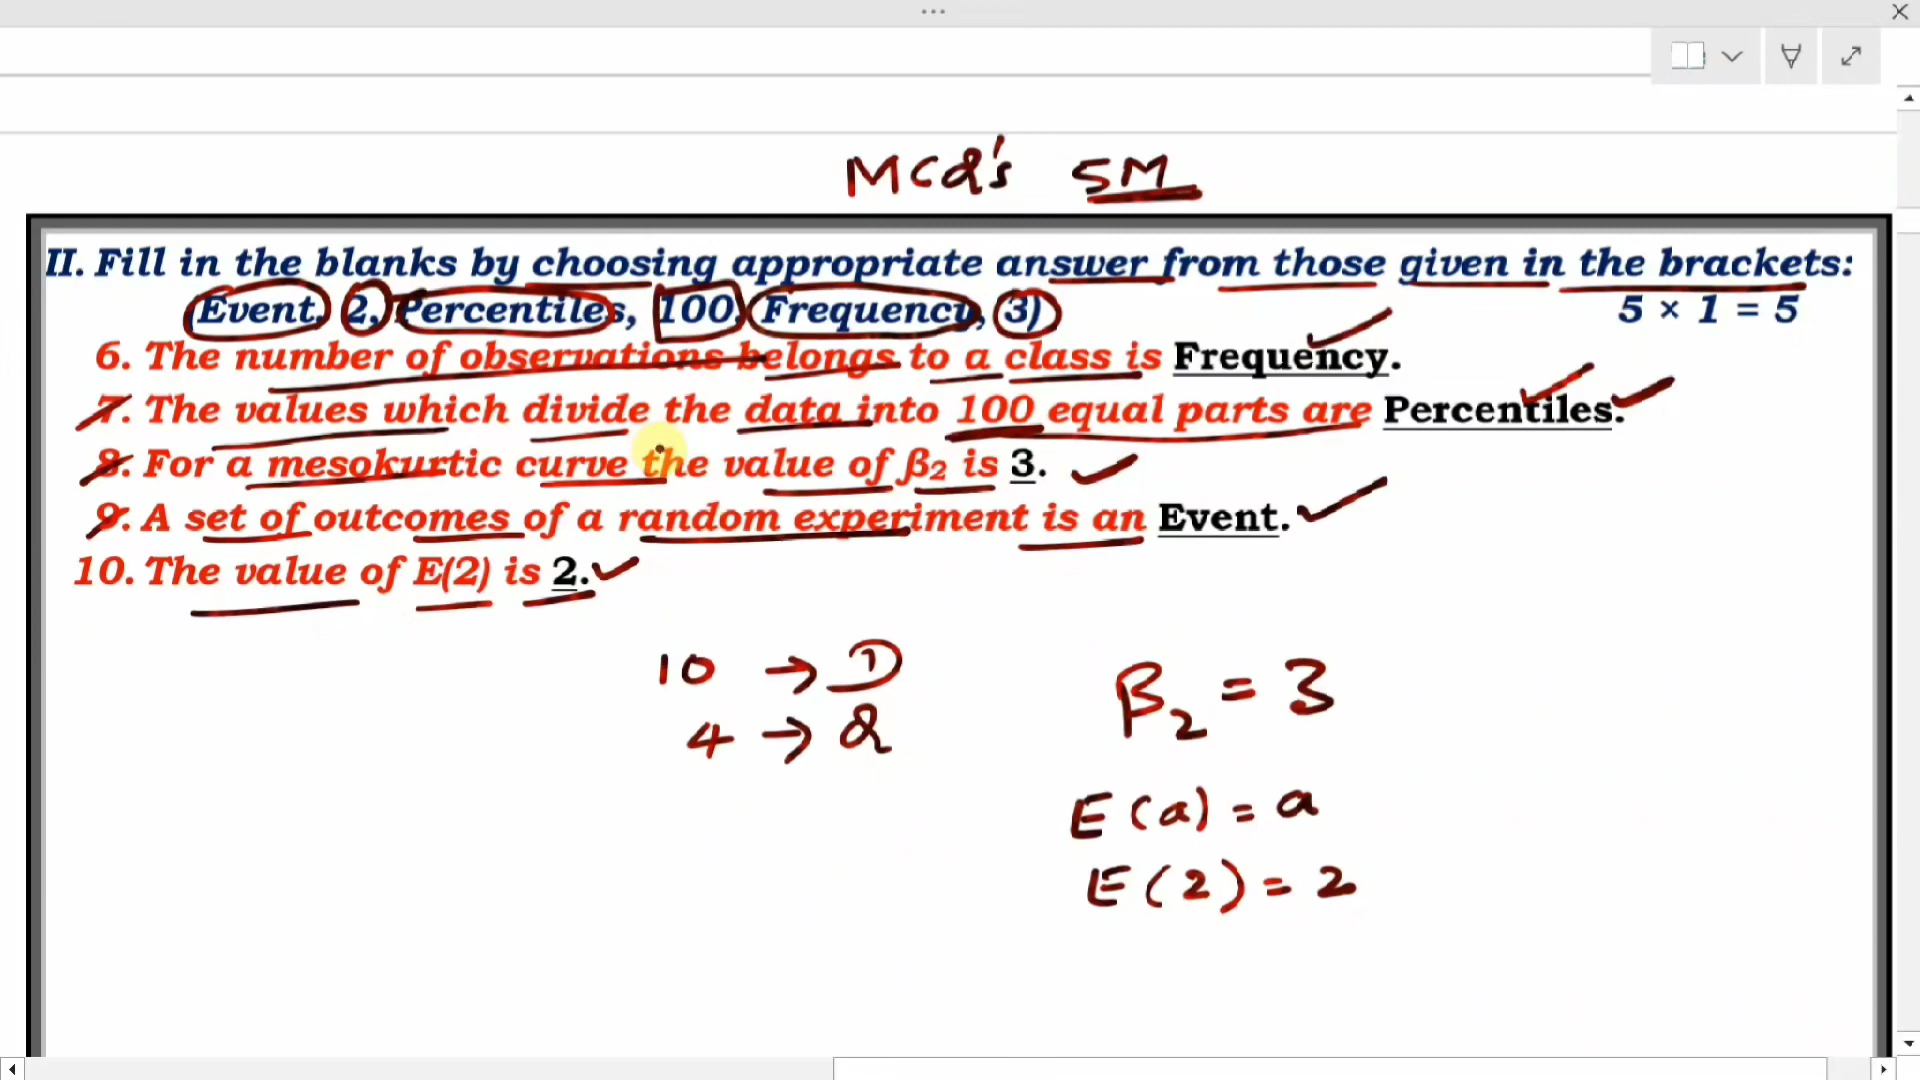 MCQ's 5M
II. Fill in the blanks by choosing appropriate answer from those given in the brackets:
(Event, 2, Percentiles, 100, Frequency, 3) 5 × 1 = 5
6. The number of observations belongs to a class is Frequency.
7. The values which divide the data into 100 equal parts are Percentiles.
8. For a mesokurtic curve the value of β₂ is 3.
9. A set of outcomes of a random experiment is an Event.
10. The value of E(2) is 2.
10 → D
4 → Q
β₂ = 3
E(a) = a
E(2) = 2